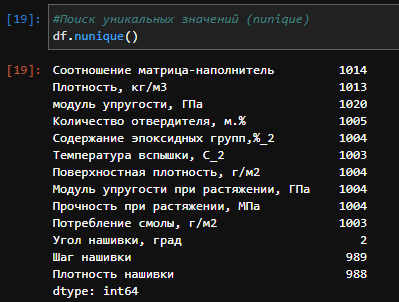 [19]: #Поиск уникальных значений (nunique)
df.nunique()
[19]: Соотношение матрица-наполнитель 1014
Плотность, кг/м3 1013
модуль упругости, ГПа 1020
Количество отвердителя, м.% 1005
Содержание эпоксидных групп,%_2 1004
Температура вспышки, С_2 1003
Поверхностная плотность, г/м2 1004
Модуль упругости при растяжении, ГПа 1004
Прочность при растяжении, МПа 1004
Потребление смолы, г/м2 1003
Угол нашивки, град 2
Шаг нашивки 989
Плотность нашивки 988
dtype: int64